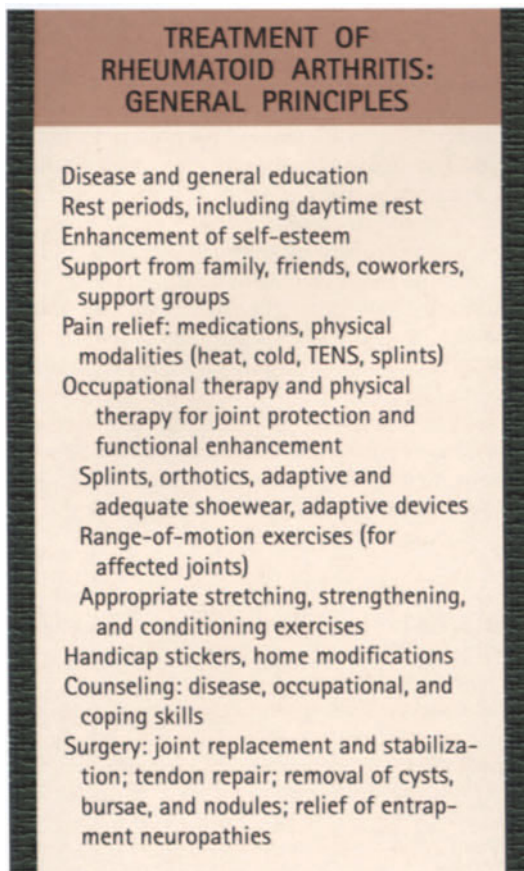 TREATMENT OF
RHEUMATOID ARTHRITIS:
GENERAL PRINCIPLES
Disease and general education
Rest periods, including daytime rest
Enhancement of self-esteem
Support from family, friends, coworkers,
support groups
Pain relief: medications, physical
modalities (heat, cold, TENS, splints)
Occupational therapy and physical
therapy for joint protection and
functional enhancement
Splints, orthotics, adaptive and
adequate shoewear, adaptive devices
Range-of-motion exercises (for
affected joints)
Appropriate stretching, strengthening,
and conditioning exercises
Handicap stickers, home modifications
Counseling: disease, occupational, and
coping skills
Surgery: joint replacement and stabiliza-
tion; tendon repair; removal of cysts,
bursae, and nodules; relief of entrap-
ment neuropathies